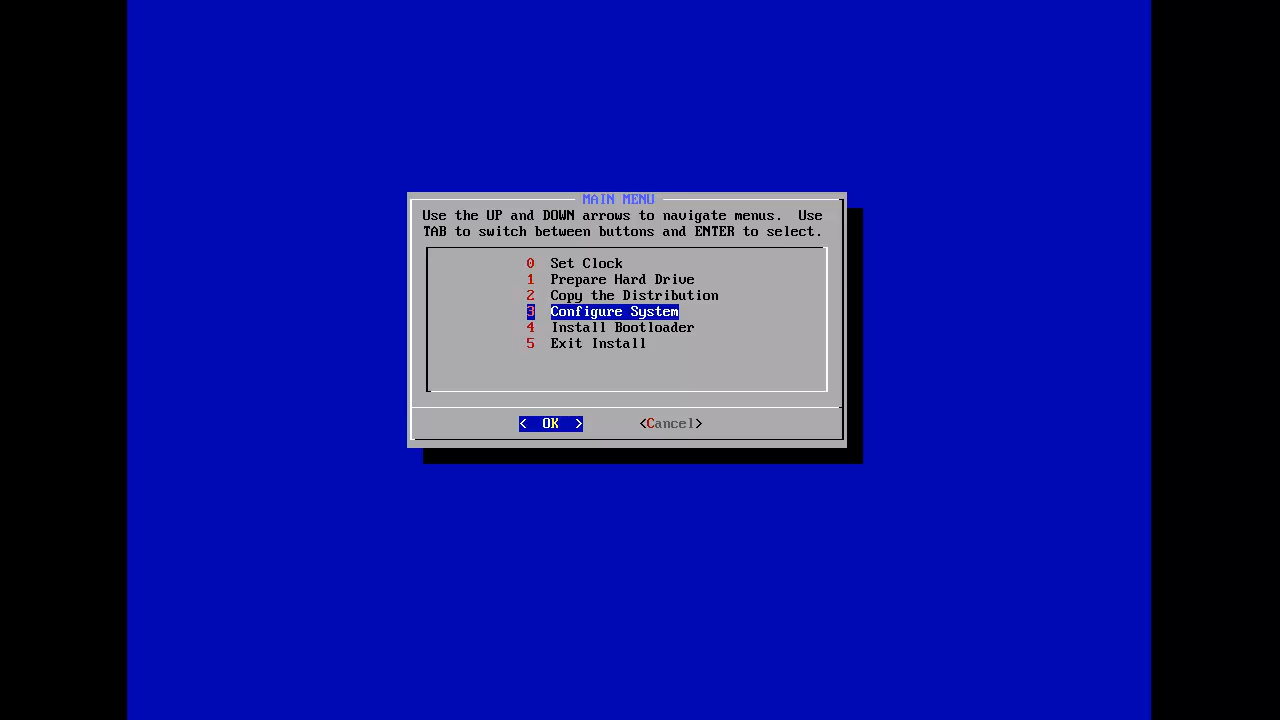 MAIN MENU
Use the UP and DOWN arrows to navigate menus.  Use
TAB to switch between buttons and ENTER to select.
0 Set Clock
1 Prepare Hard Drive
2 Copy the Distribution
3 Configure System
4 Install Bootloader
5 Exit Install
< OK > <Cancel>